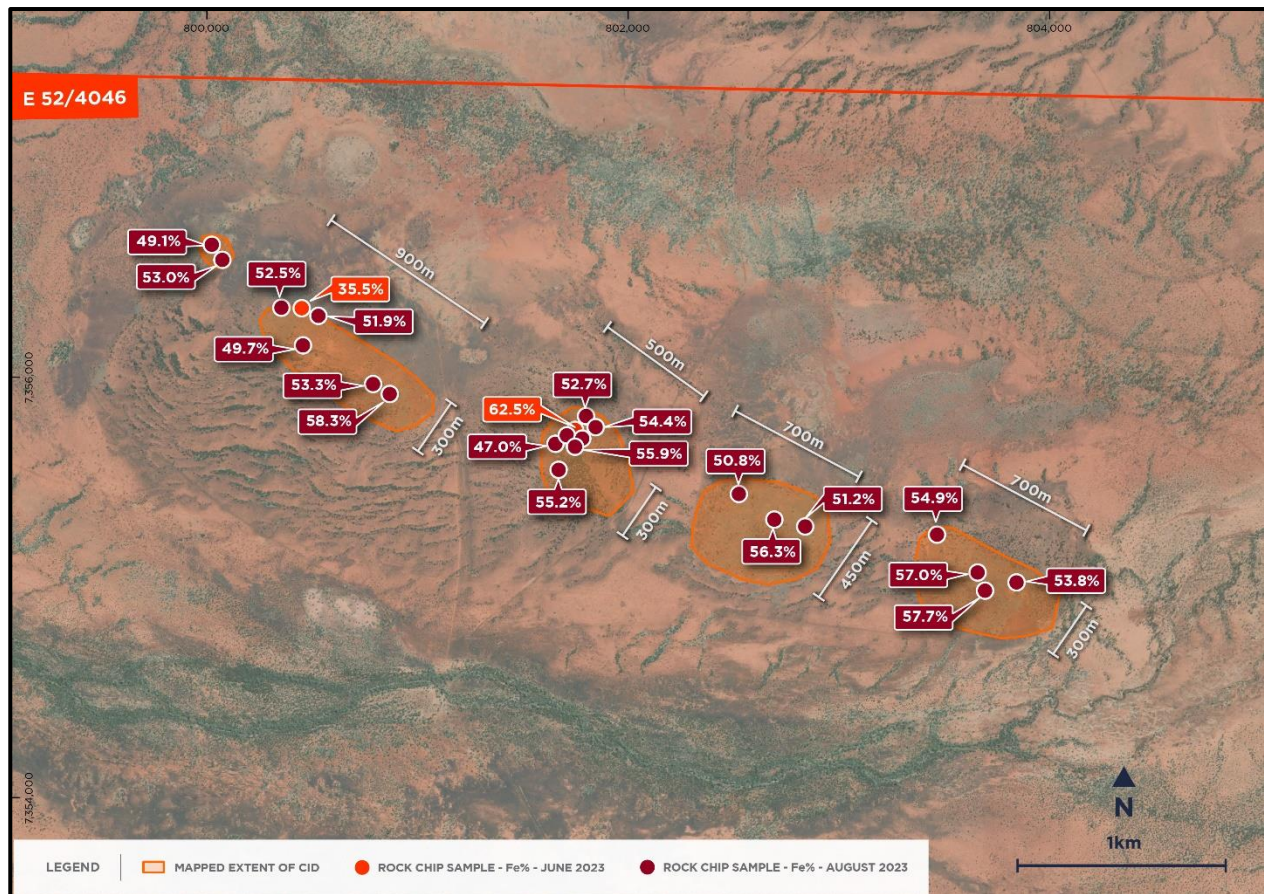 800,000
802,000
804,000
E 52/4046
49.1%
53.0%
52.5%
35.5%
51.9%
900m
49.7%
53.3%
58.3%
300m
7,356,000
500m
52.7%
62.5%
54.4%
47.0%
55.9%
55.2%
300m
700m
50.8%
51.2%
56.3%
450m
700m
54.9%
57.0%
53.8%
57.7%
300m
7,354,000
N
1km
LEGEND
MAPPED EXTENT OF CID
ROCK CHIP SAMPLE - Fe% - JUNE 2023
ROCK CHIP SAMPLE - Fe% - AUGUST 2023